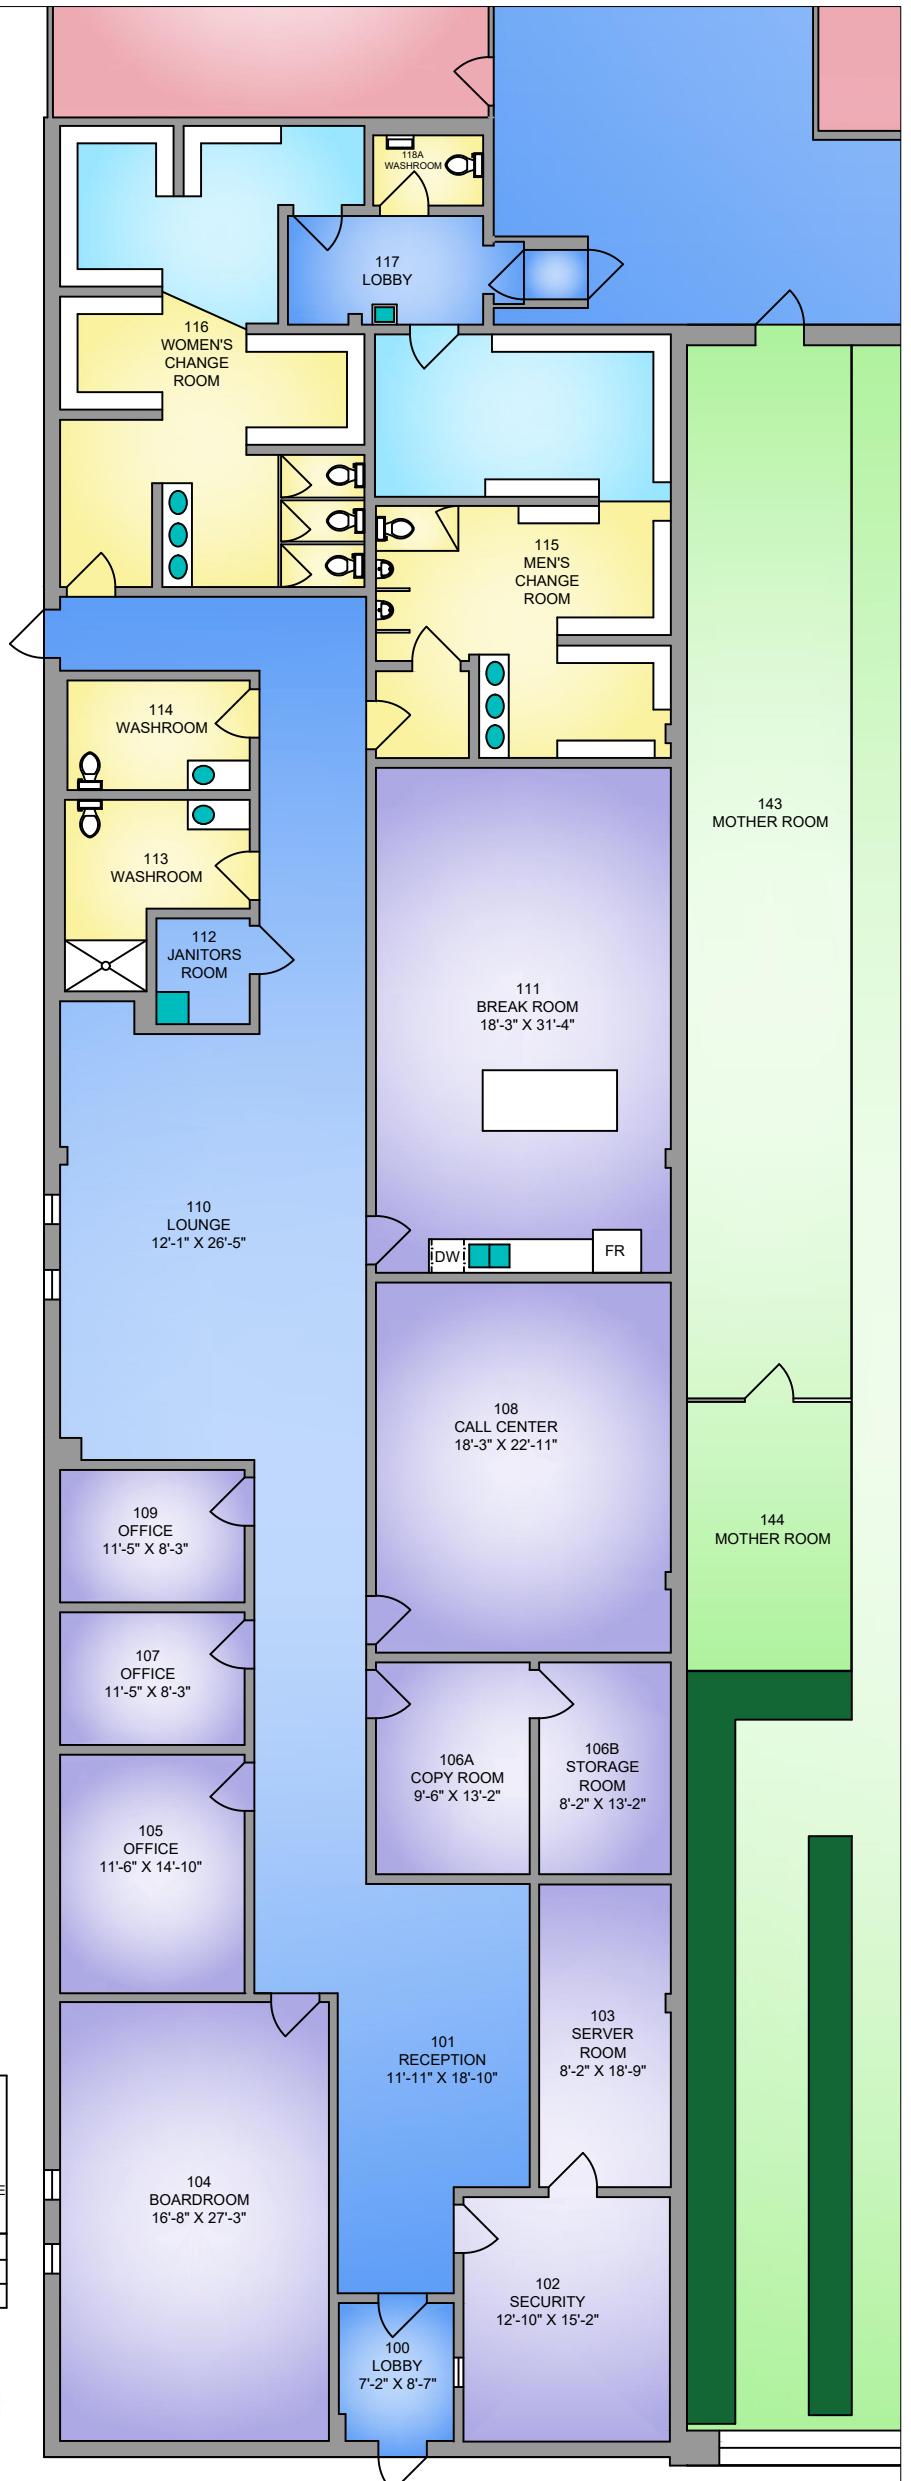 118A
WASHROOM
117
LOBBY
116
WOMEN'S
CHANGE
ROOM
115
MEN'S
CHANGE
ROOM
114
WASHROOM
143
MOTHER ROOM
113
WASHROOM
112
JANITORS
ROOM
111
BREAK ROOM
18'-3" X 31'-4"
110
LOUNGE
12'-1" X 26'-5"
DW
FR
108
CALL CENTER
18'-3" X 22'-11"
109
OFFICE
11'-5" X 8'-3"
144
MOTHER ROOM
107
OFFICE
11'-5" X 8'-3"
106A
COPY ROOM
9'-6" X 13'-2"
106B
STORAGE
ROOM
8'-2" X 13'-2"
105
OFFICE
11'-6" X 14'-10"
103
SERVER
ROOM
8'-2" X 18'-9"
101
RECEPTION
11'-11" X 18'-10"
104
BOARDROOM
16'-8" X 27'-3"
102
SECURITY
12'-10" X 15'-2"
100
LOBBY
7'-2" X 8'-7"